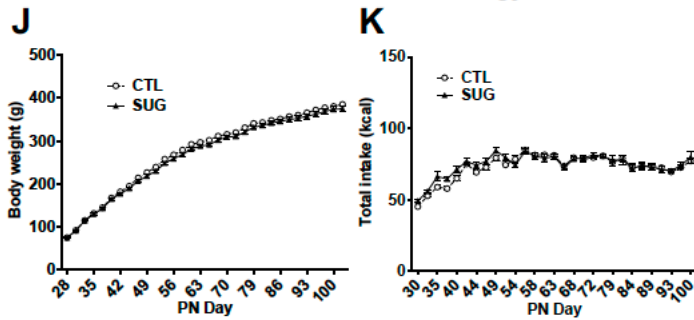 J
500
400
300
200
100
0
Body weight (g)
CTL
SUG
28 35 42 49 56 63 70 79 86 93 100
PN Day
K
150
100
50
0
Total intake (kcal)
CTL
SUG
30 35 40 44 49 54 58 63 68 72 79 84 89 93 100
PN Day